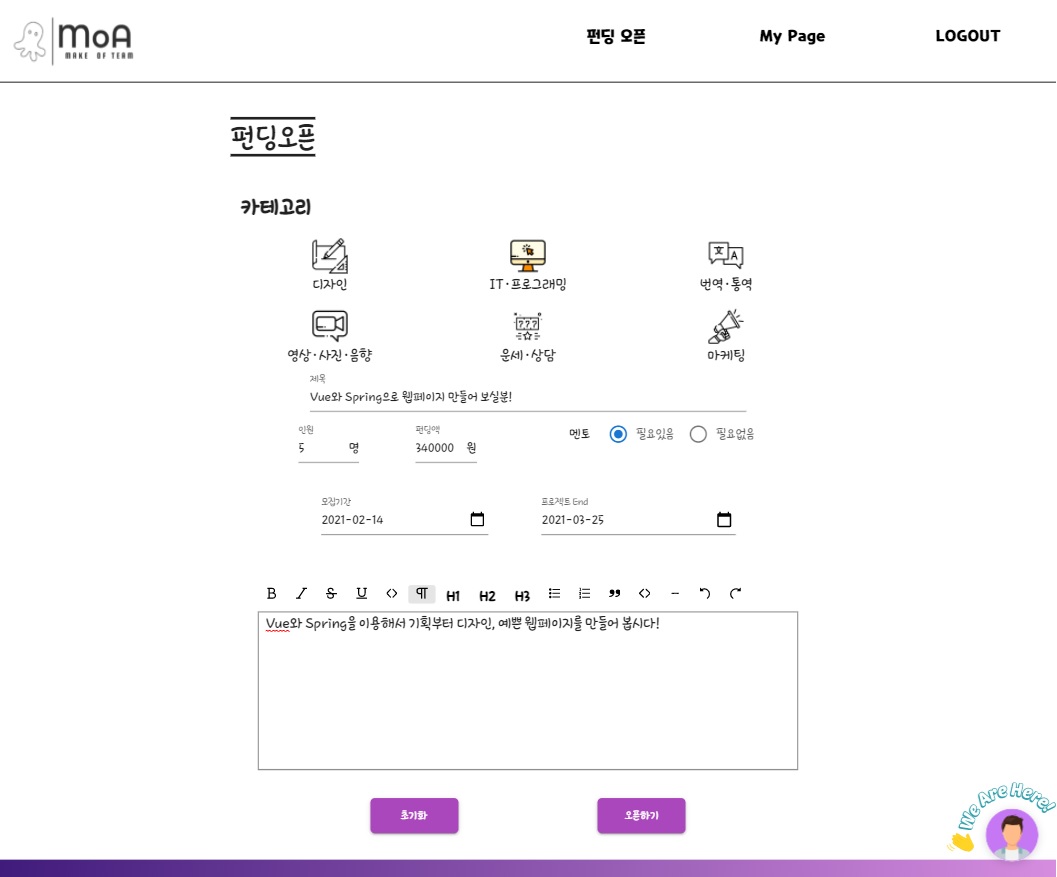 MoA
MAKE OF TEAM
펀딩 오픈 My Page LOGOUT
펀딩오픈
카테고리
디자인 IT·프로그래밍 번역·통역
영상·사진·음향 운세·상담 마케팅
제목
Vue와 Spring으로 웹페이지 만들어 보실분!
인원 펀딩액
5 명 340000 원 멘토 필요있음 필요없음
모집기간 프로젝트 End
2021-02-14 2021-03-25
B I S U <> ¶ H1 H2 H3 <>
Vue와 Spring을 이용해서 기획부터 디자인, 예쁜 웹페이지를 만들어 봅시다!
초기화 오픈하기
We Are Here!